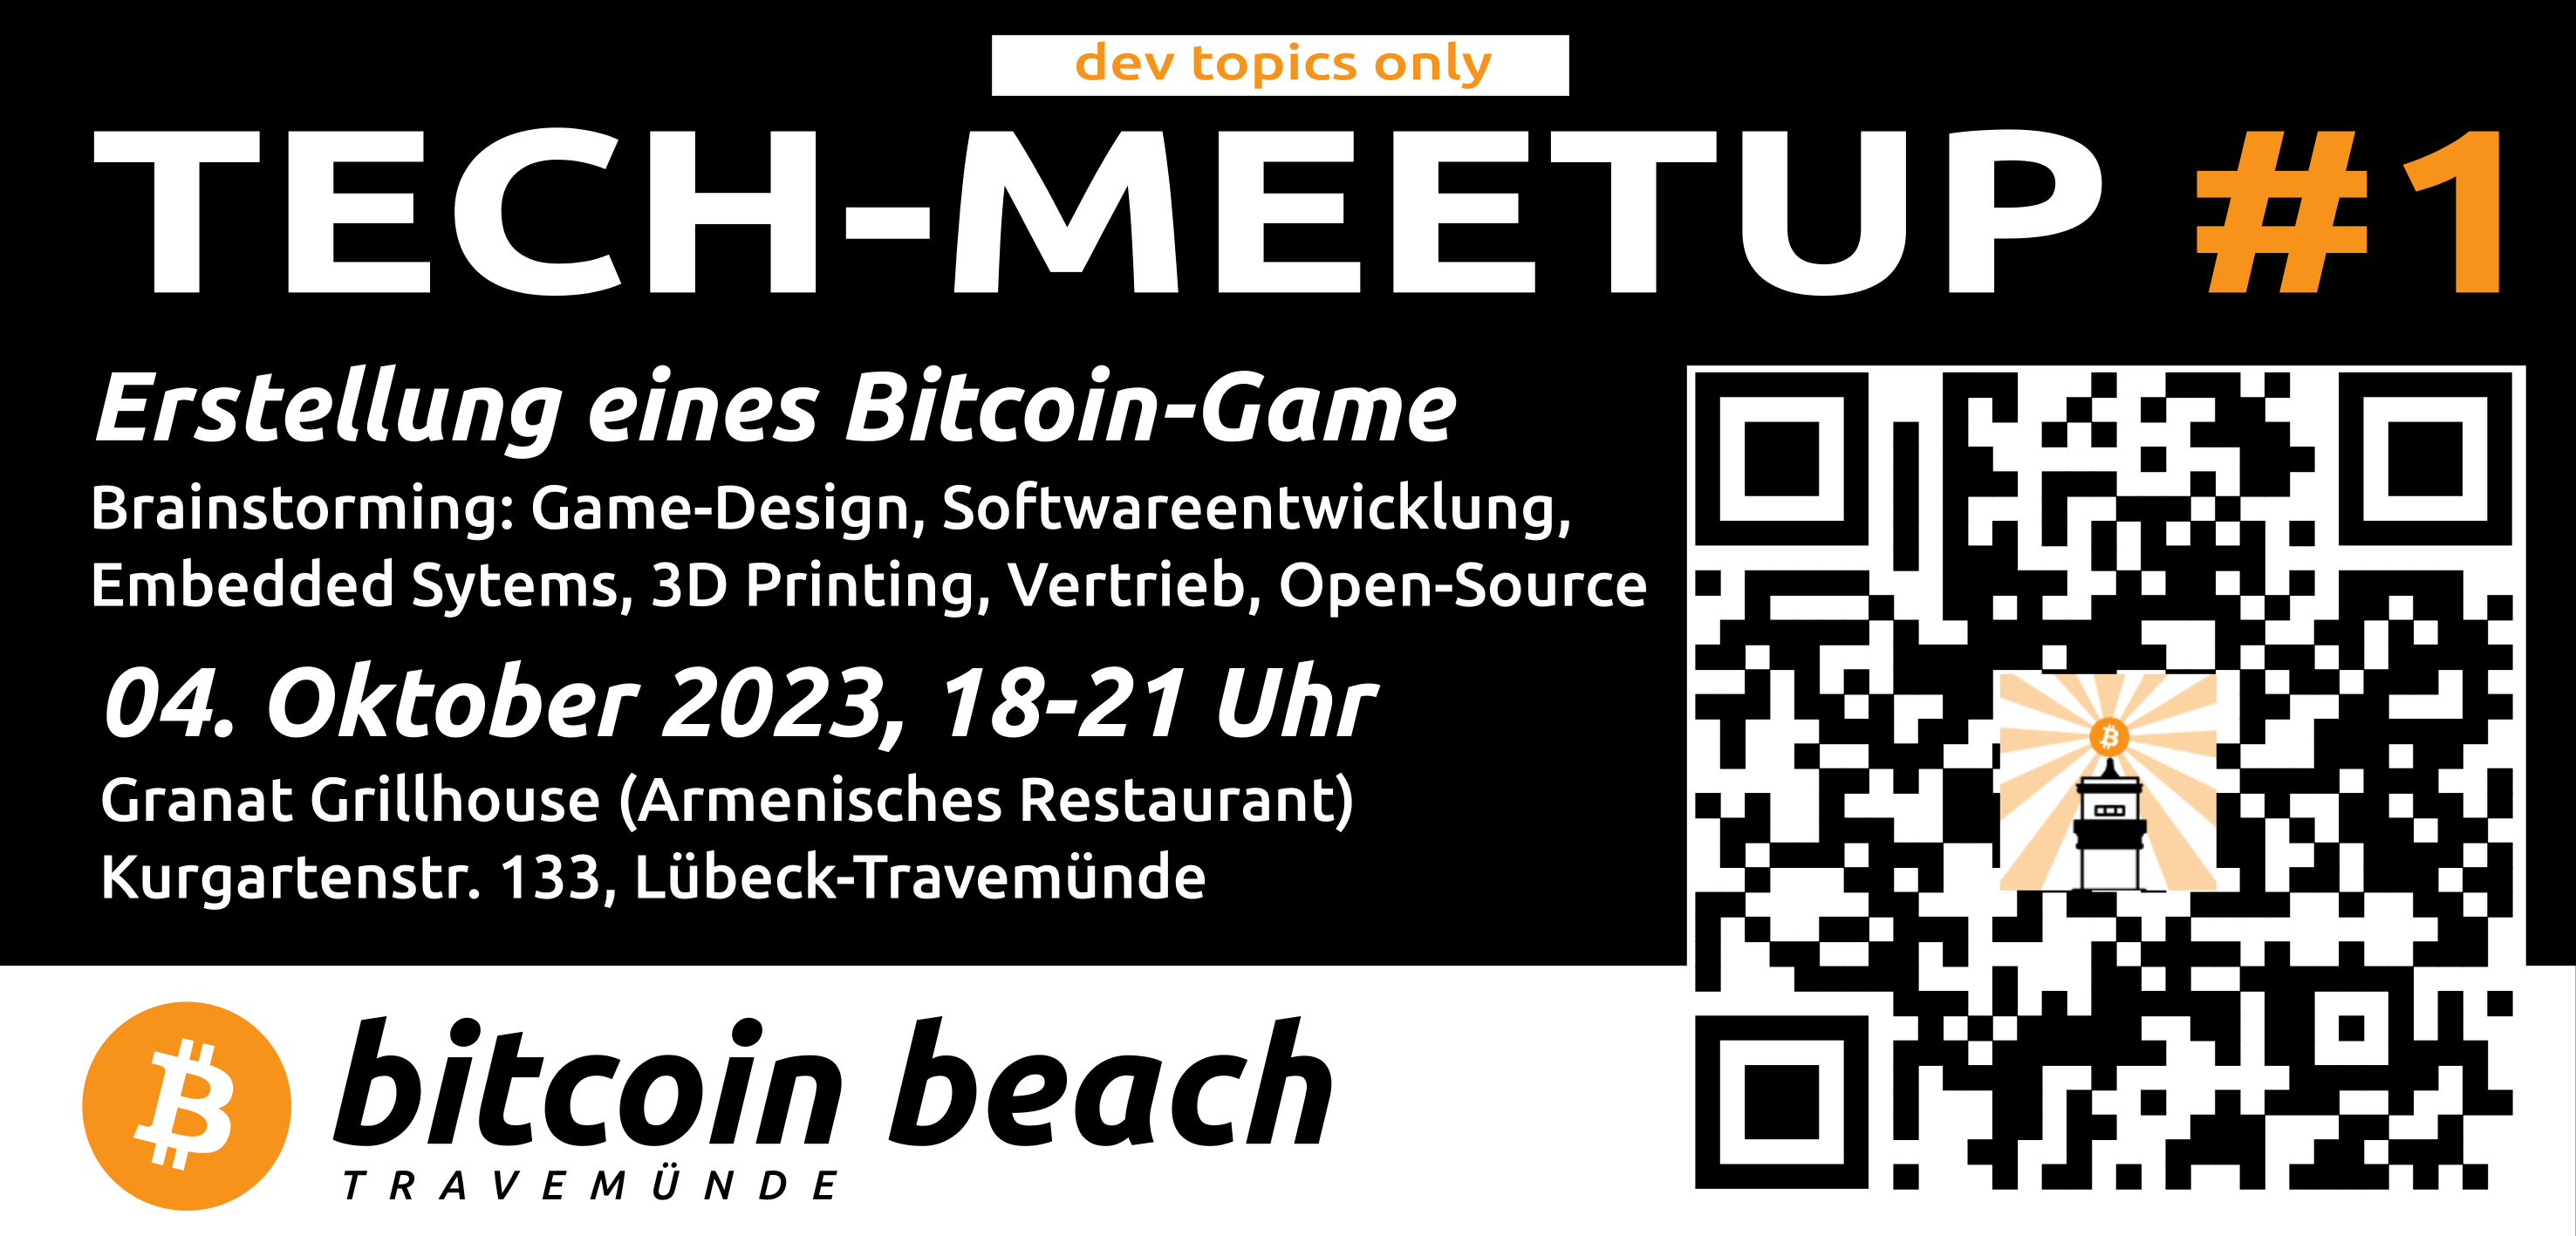 dev topics only
TECH-MEETUP #1
Erstellung eines Bitcoin-Game
Brainstorming: Game-Design, Softwareentwicklung,
Embedded Sytems, 3D Printing, Vertrieb, Open-Source
04. Oktober 2023, 18-21 Uhr
Granat Grillhouse (Armenisches Restaurant)
Kurgartenstr. 133, Lübeck-Travemünde
bitcoin beach
TRAVEMÜNDE